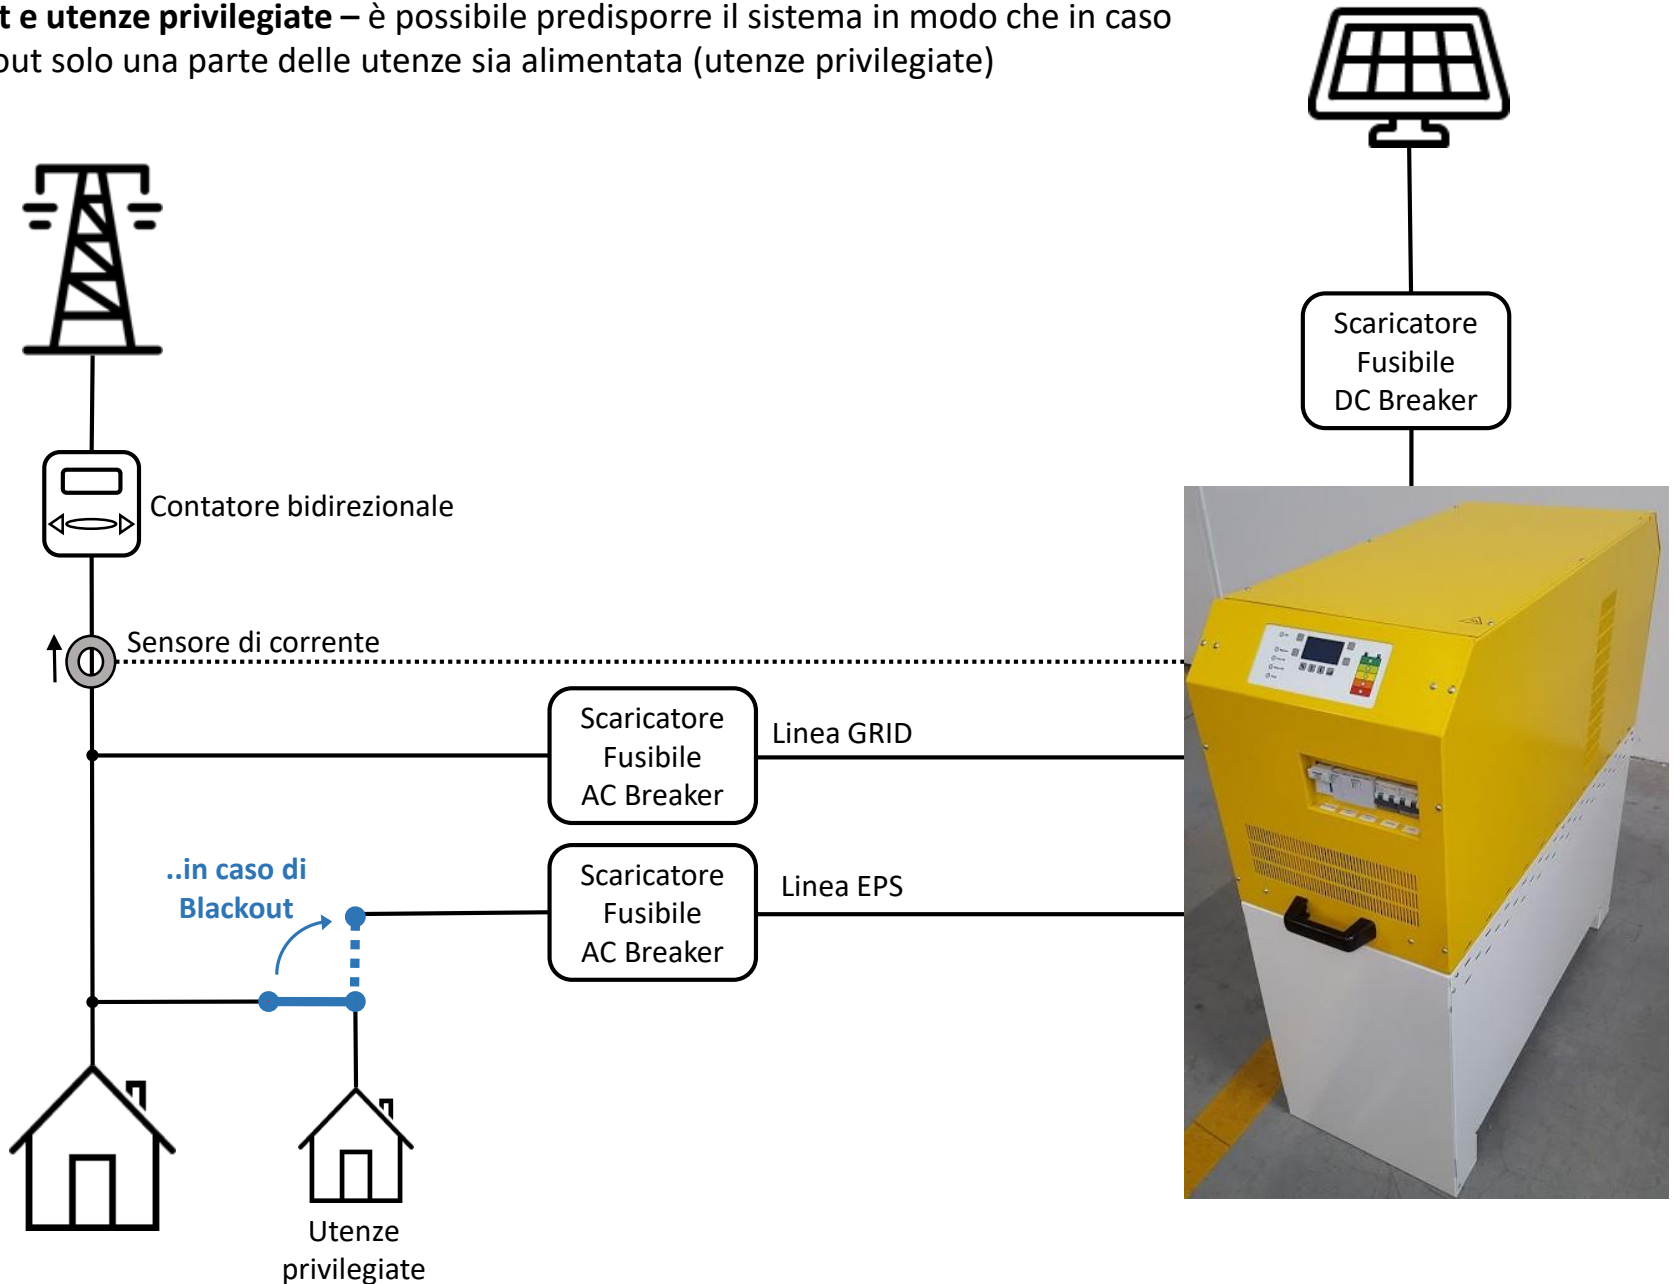 t e utenze privilegiate – è possibile predisporre il sistema in modo che in caso
out solo una parte delle utenze sia alimentata (utenze privilegiate)
Scaricatore
Fusibile
DC Breaker
Contatore bidirezionale
Sensore di corrente
Scaricatore
Fusibile
AC Breaker
Linea GRID
..in caso di
Blackout
Scaricatore
Fusibile
AC Breaker
Linea EPS
Utenze
privilegiate